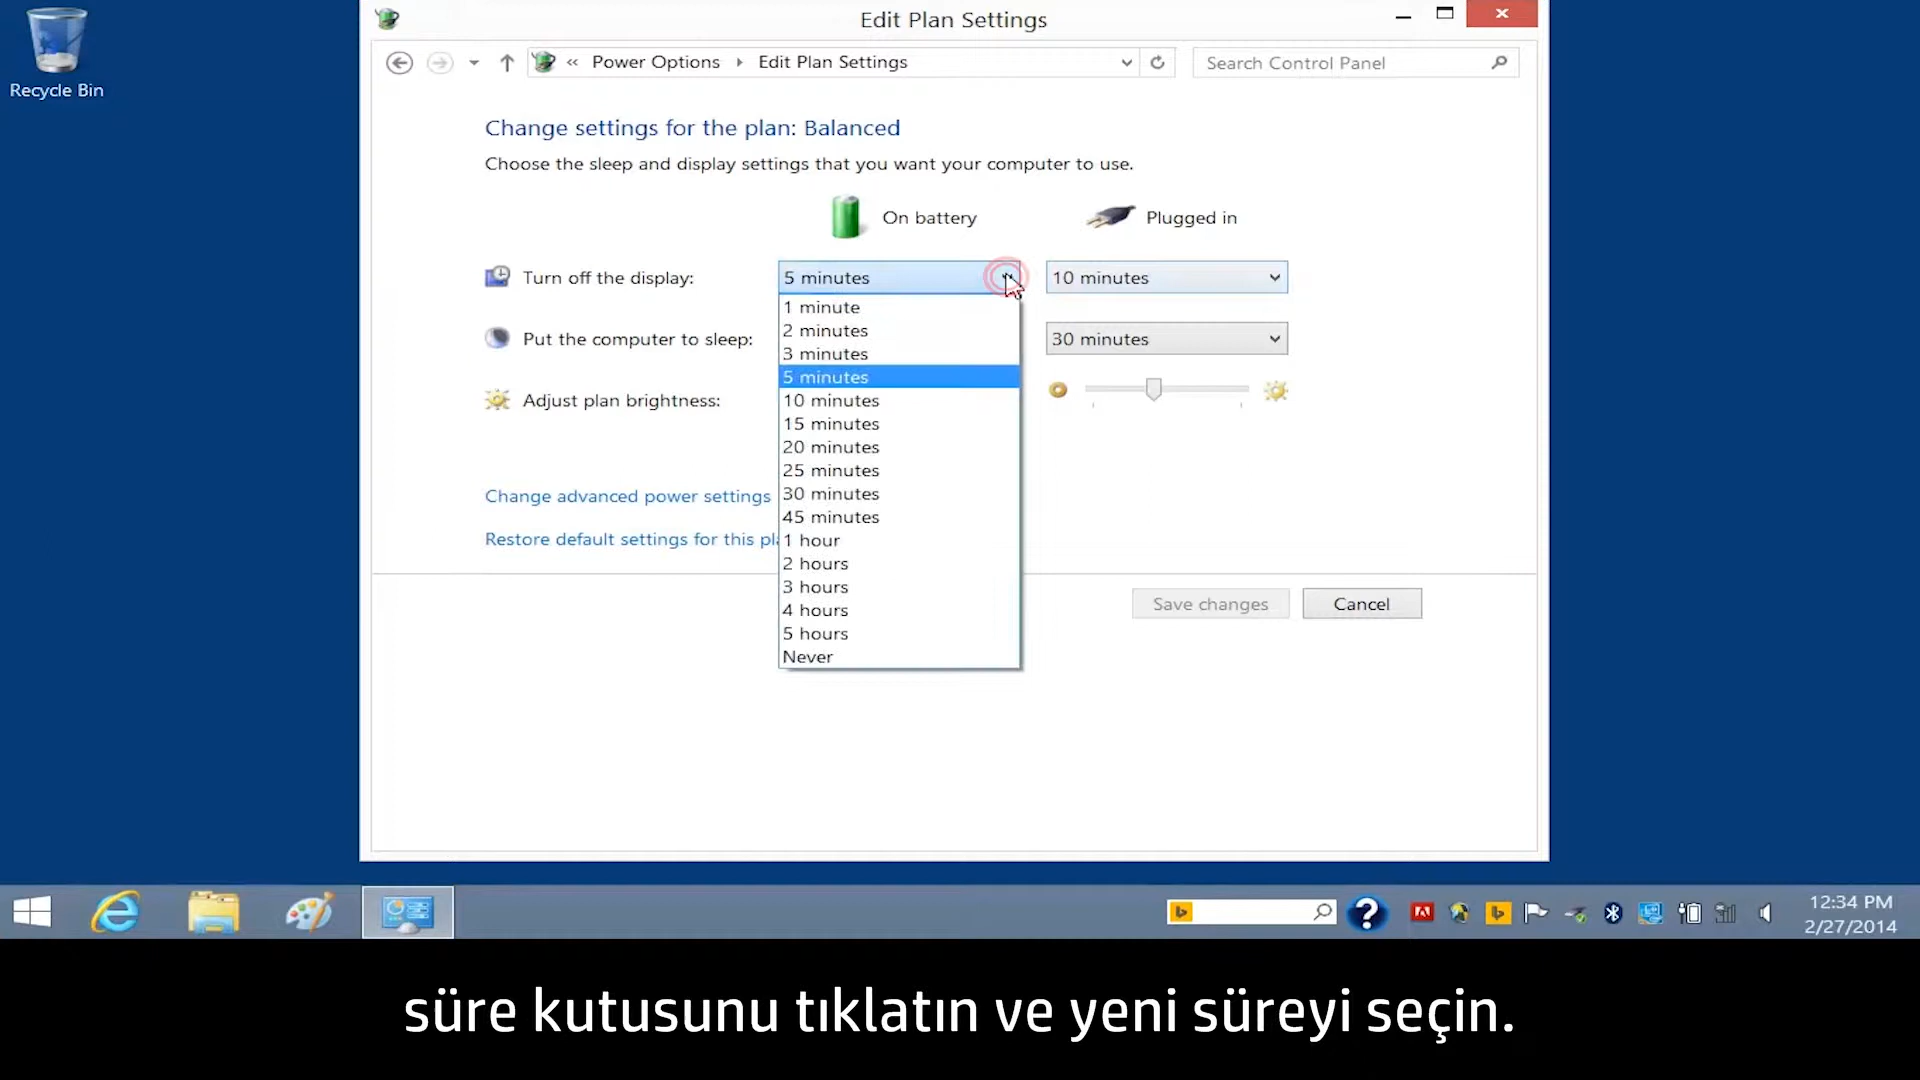 Recycle Bin
Edit Plan Settings
« Power Options Edit Plan Settings
Search Control Panel
Change settings for the plan: Balanced
Choose the sleep and display settings that you want your computer to use.
On battery Plugged in
Turn off the display: 5 minutes 10 minutes
1 minute
2 minutes
Put the computer to sleep: 30 minutes
3 minutes
5 minutes
Adjust plan brightness: 10 minutes
15 minutes
20 minutes
25 minutes
Change advanced power settings 30 minutes
45 minutes
Restore default settings for this pla
1 hour
2 hours
3 hours
4 hours
5 hours
Never
Save changes Cancel
12:34 PM
2/27/2014
süre kutusunu tıklatın ve yeni süreyi seçin.